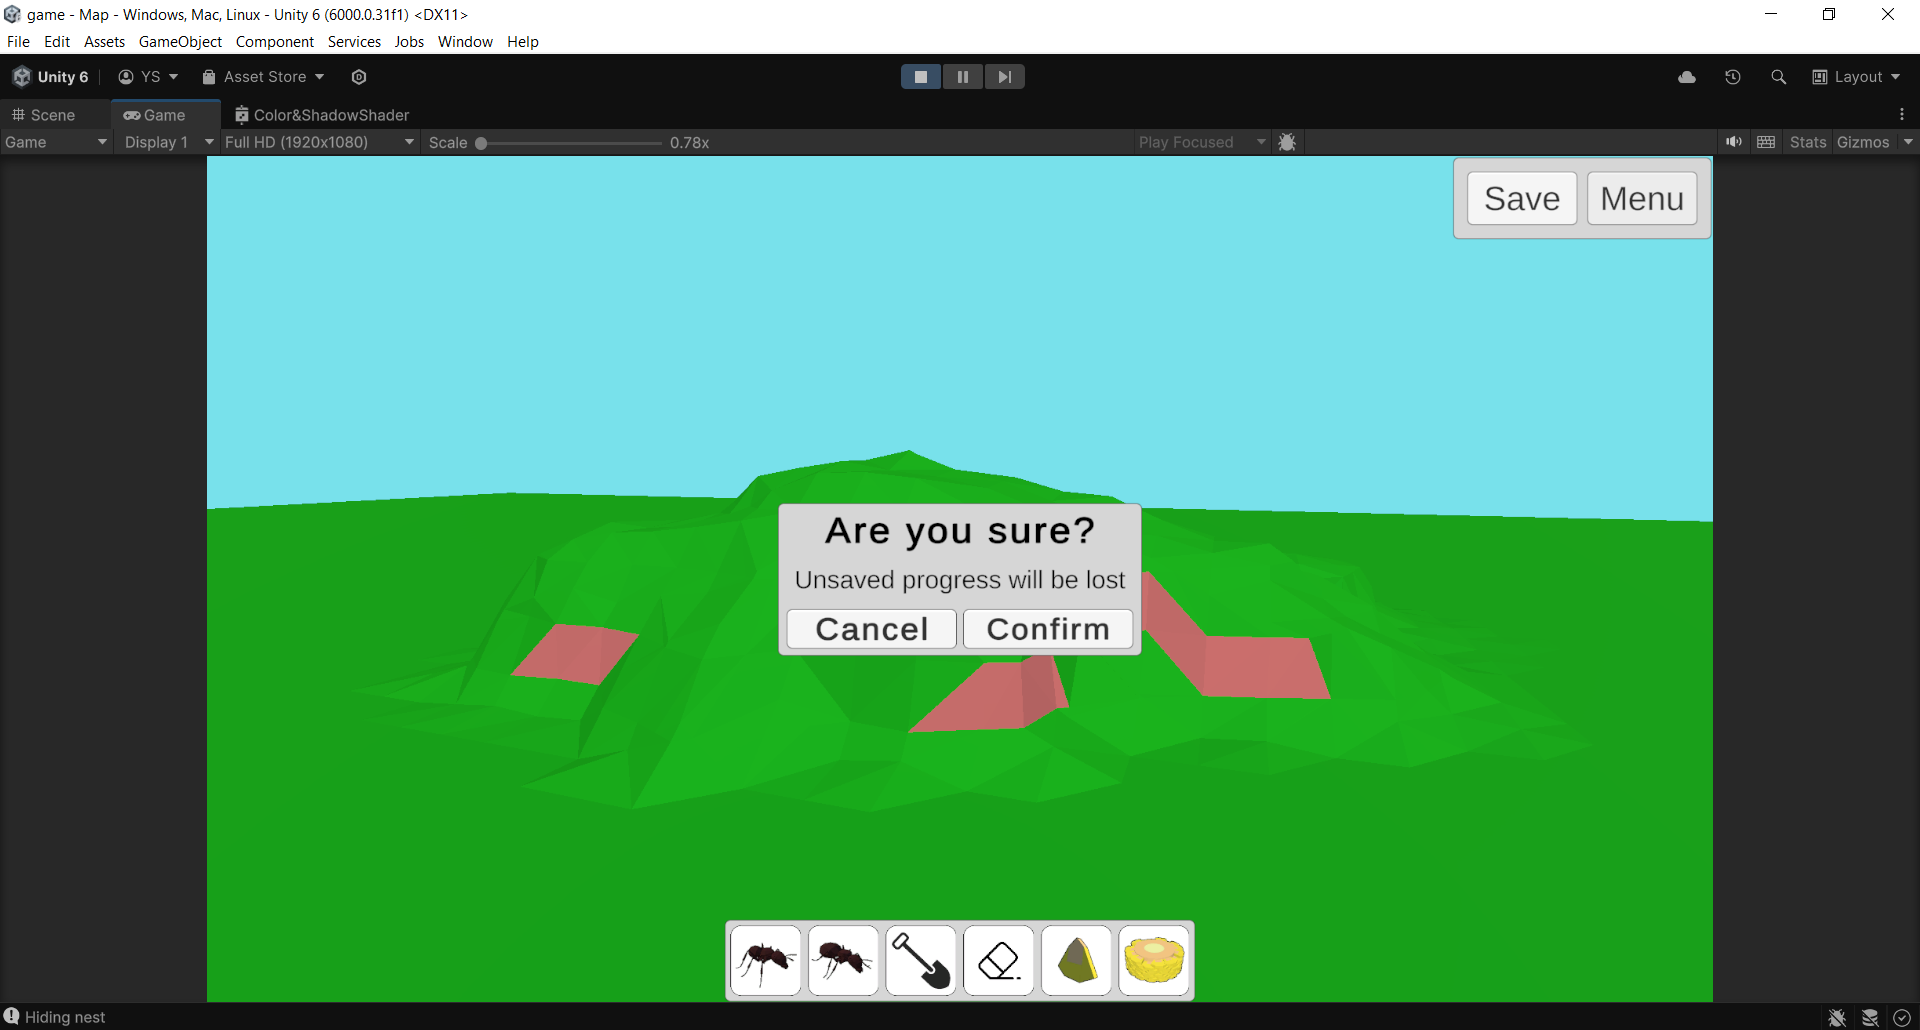 game - Map - Windows, Mac, Linux - Unity 6 (6000.0.31f1) <DX11>
File Edit Assets GameObject Component Services Jobs Window Help
Unity 6 YS Asset Store Layout
Scene Game Color&ShadowShader
Game Display 1 Full HD (1920x1080) Scale 0.78x Play Focused Stats Gizmos
Save Menu
Are you sure?
Unsaved progress will be lost
Cancel Confirm
Hiding nest